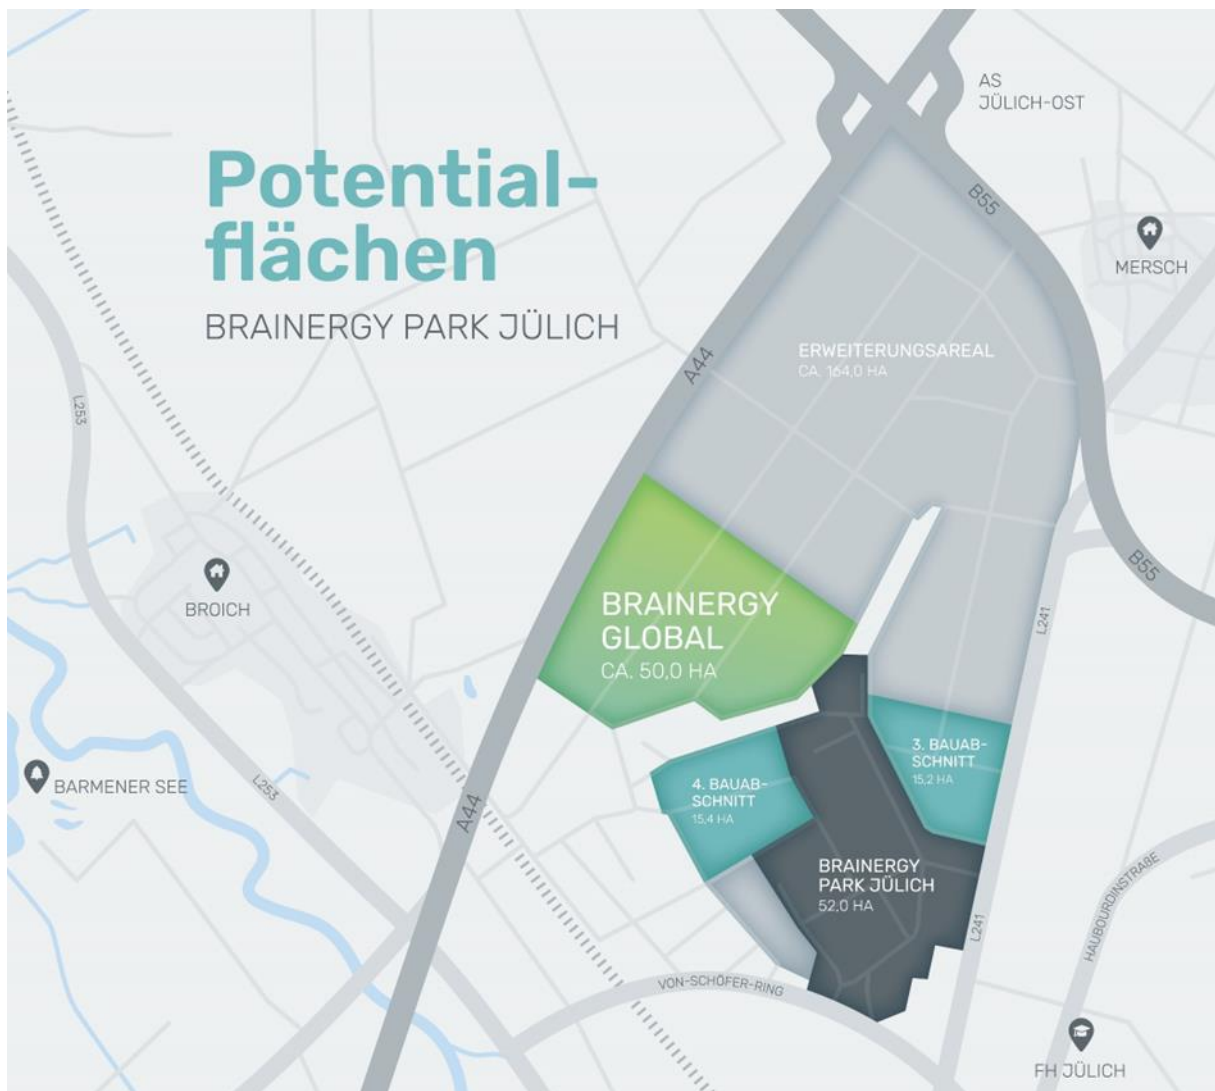 Potential-
flächen
BRAINERGY PARK JÜLICH
AS
JÜLICH-OST
B55
MERSCH
A44
ERWEITERUNGSAREAL
CA. 164,0 HA
L253
BROICH
BRAINERGY
GLOBAL
CA. 50,0 HA
B55
L241
BARMENER SEE
L253
A44
4. BAUAB-
SCHNITT
15,4 HA
3. BAUAB-
SCHNITT
15,2 HA
BRAINERGY
PARK JÜLICH
52,0 HA
L241
HAUBOURDINSTRAßE
VON-SCHÖFER-RING
FH JÜLICH